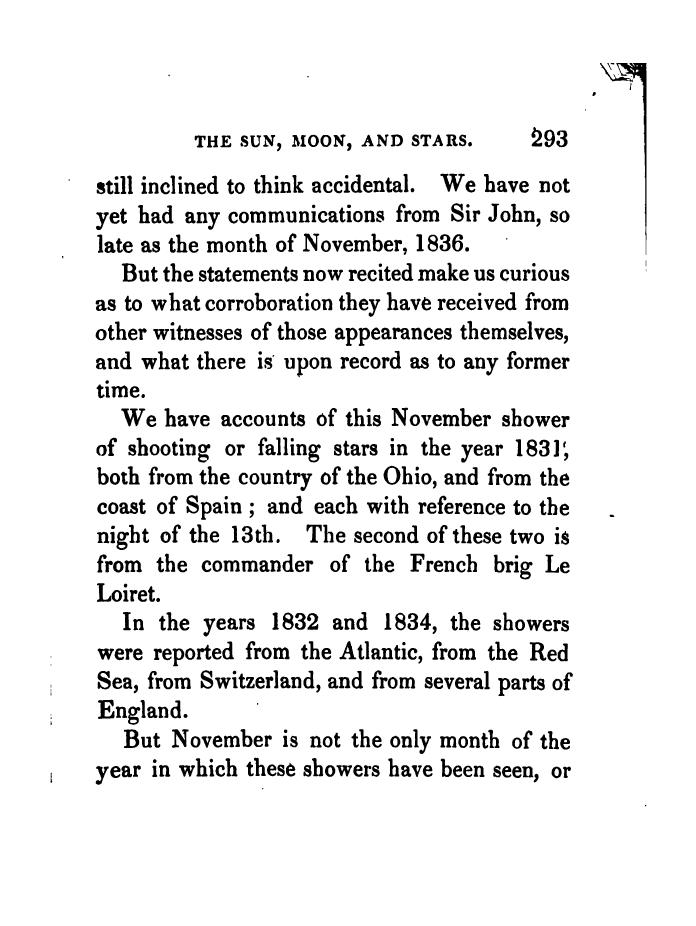 THE SUN, MOON, AND STARS. 293
still inclined to think accidental. We have not
yet had any communications from Sir John, so
late as the month of November, 1836.
But the statements now recited make us curious
as to what corroboration they have received from
other witnesses of those appearances themselves,
and what there is upon record as to any former
time.
We have accounts of this November shower
of shooting or falling stars in the year 1831,
both from the country of the Ohio, and from the
coast of Spain; and each with reference to the
night of the 13th. The second of these two is
from the commander of the French brig Le
Loiret.
In the years 1832 and 1834, the showers
were reported from the Atlantic, from the Red
Sea, from Switzerland, and from several parts of
England.
But November is not the only month of the
year in which these showers have been seen, or